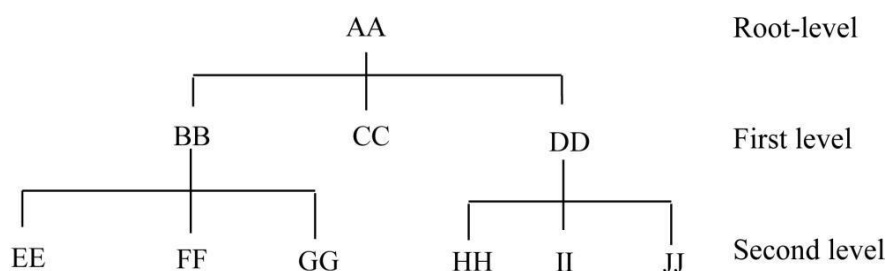 AA Root-level
BB CC DD First level
EE FF GG HH II JJ Second level